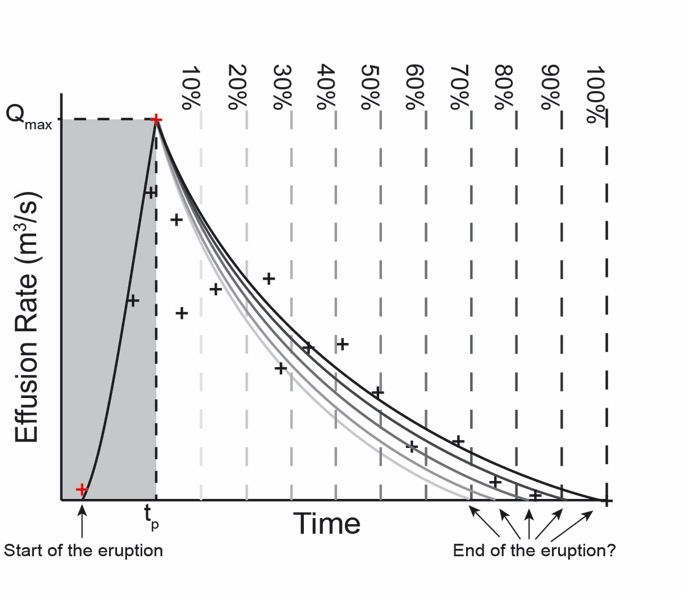 10% 20% 30% 40% 50% 60% 70% 80% 90% 100%
Qmax
Effusion Rate (m³/s)
tp
Time
Start of the eruption
End of the eruption?